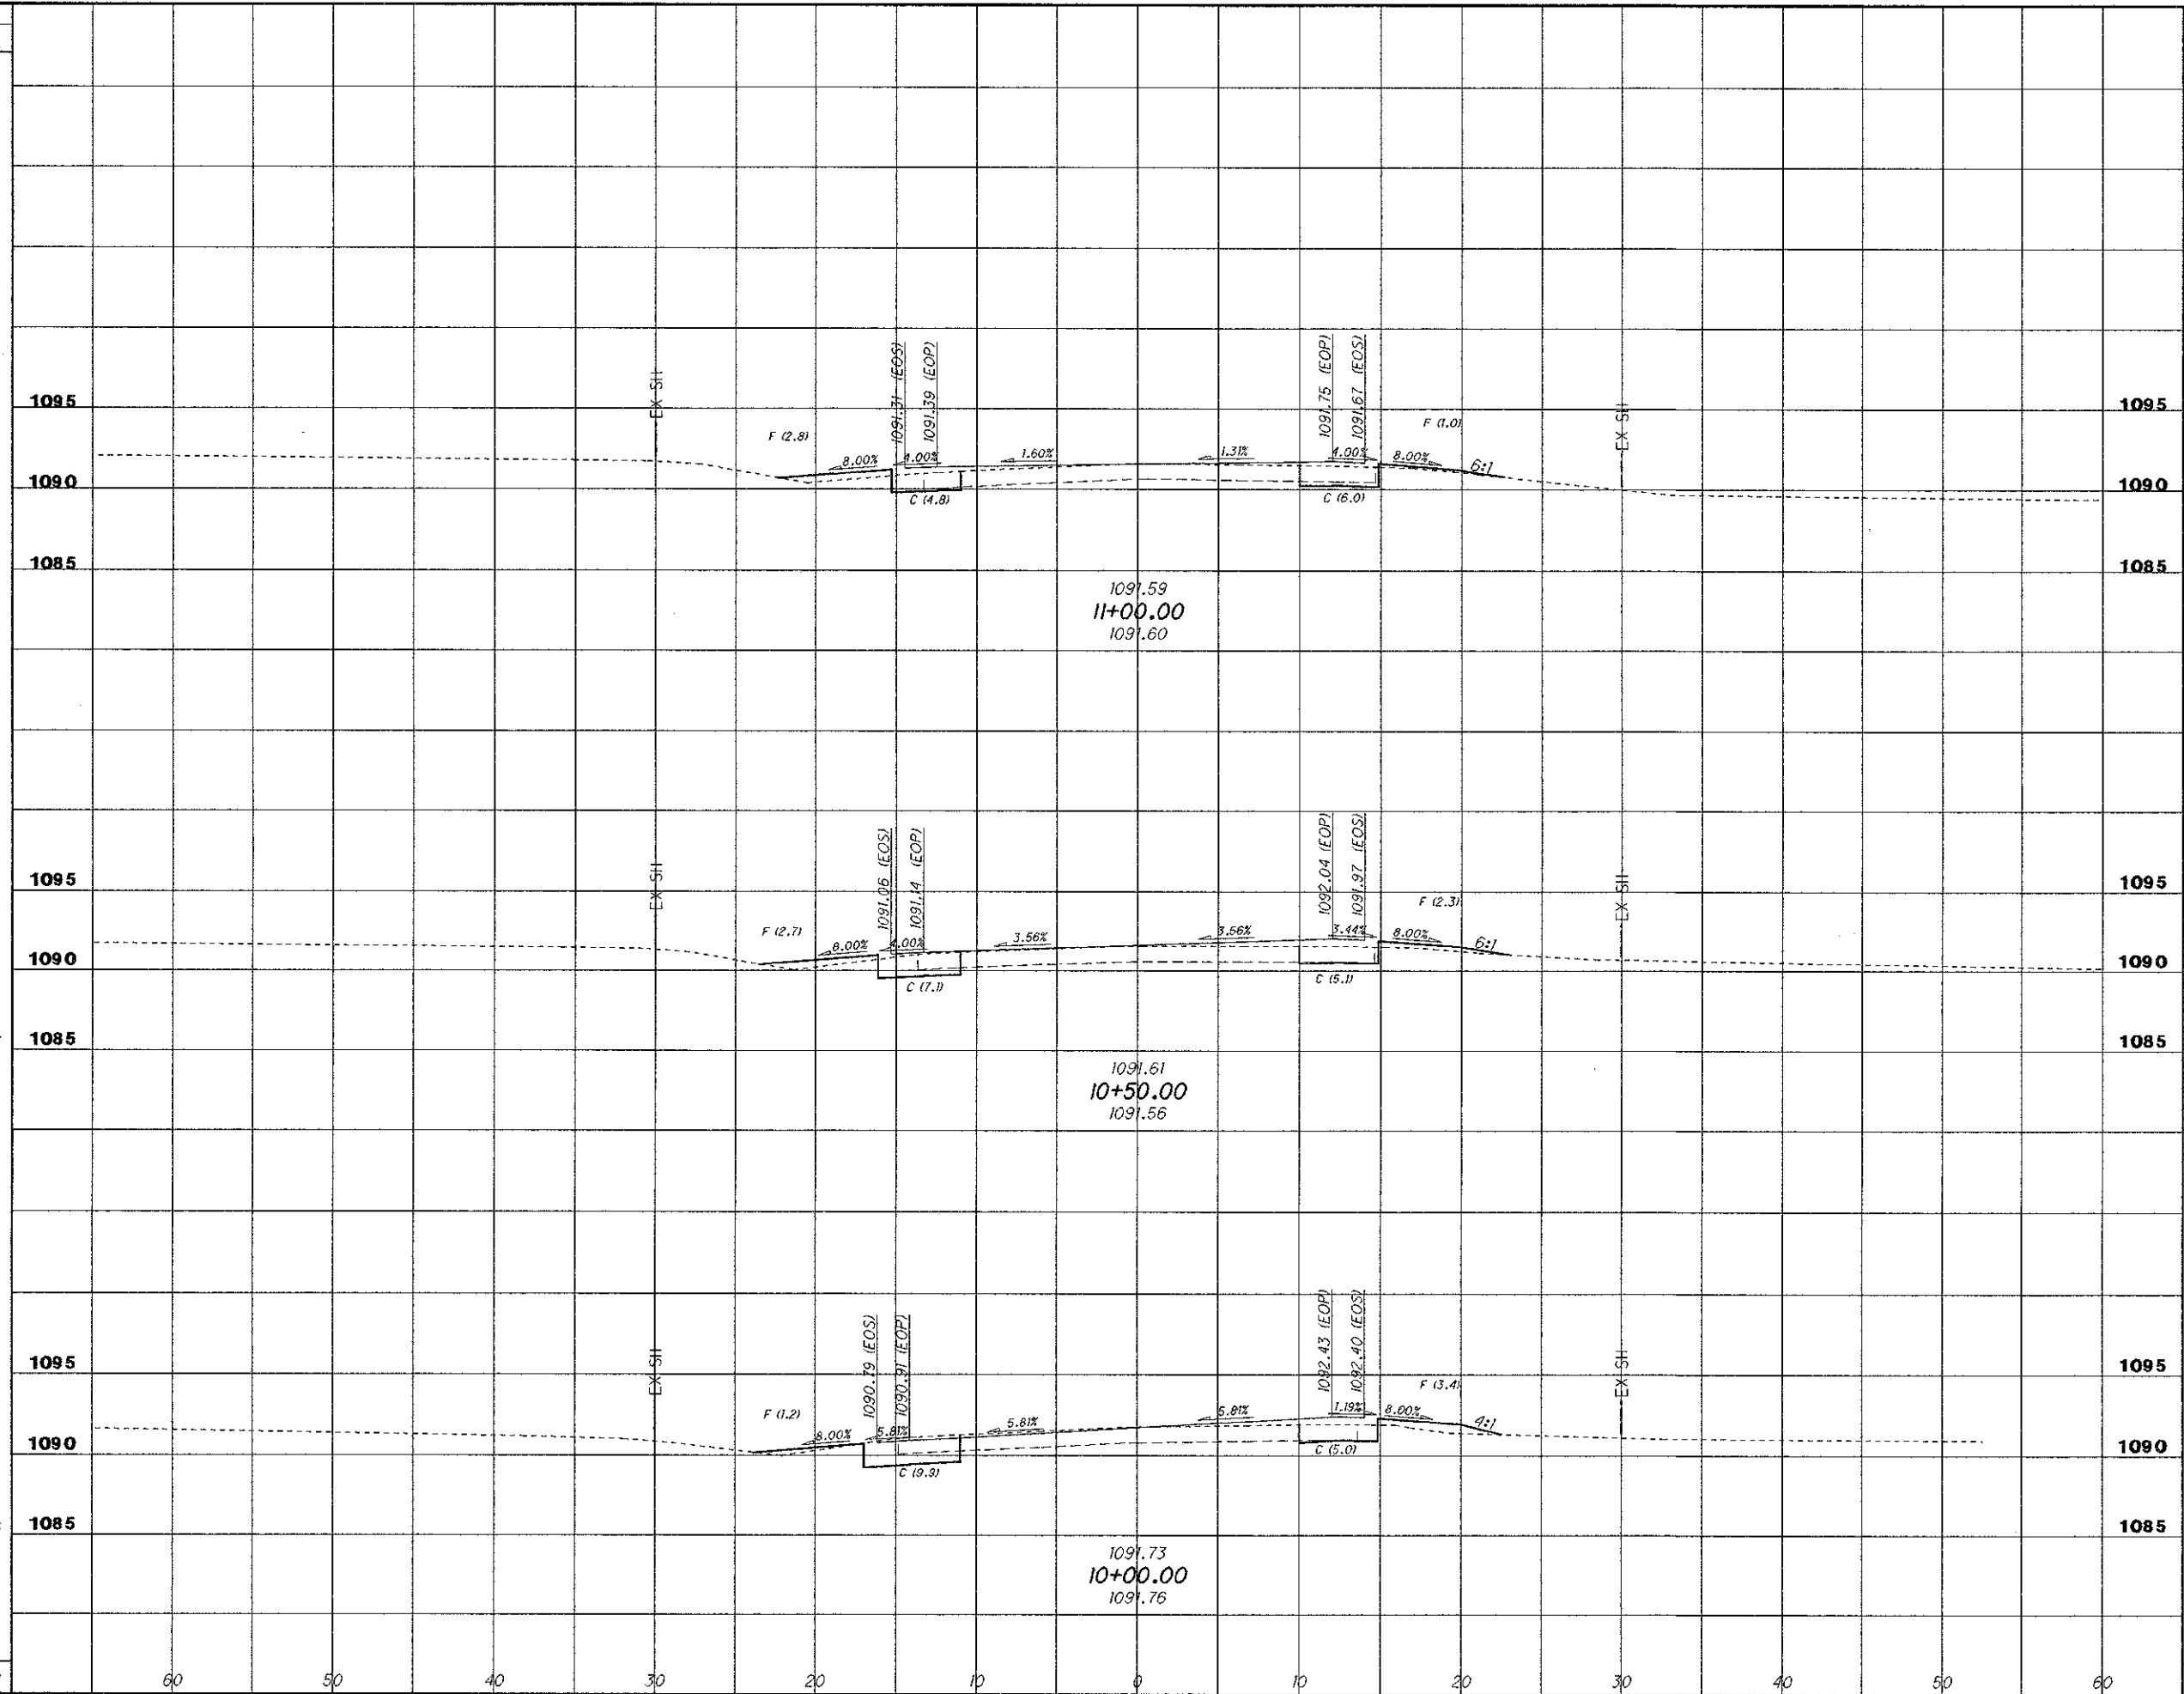 1091.31 (EOS)
1091.39 (EOP)
1091.75 (EOP)
1091.67 (EOS)
EX SH
EX SH
1095
1095
F (2.8)
F (1.0)
8.00%
4.00%
1.60%
1.31%
4.00%
8.00%
6:1
1090
1090
C (4.8)
C (6.0)
1085
1085
1091.59
11+00.00
1091.60
1091.06 (EOS)
1091.14 (EOP)
1092.04 (EOP)
1091.97 (EOS)
EX SH
EX SH
1095
1095
F (2.7)
F (2.3)
8.00%
4.00%
3.56%
3.56%
3.44%
8.00%
6:1
1090
1090
C (7.1)
C (5.1)
1085
1085
1091.61
10+50.00
1091.56
1090.79 (EOS)
1090.91 (EOP)
1092.43 (EOP)
1092.40 (EOS)
EX SH
EX SH
1095
1095
F (1.2)
F (3.4)
8.00%
5.81%
5.81%
5.81%
1.19%
8.00%
4:1
1090
1090
C (9.9)
C (5.0)
1085
1085
1091.73
10+00.00
1091.76
60 50 40 30 20 10 0 10 20 30 40 50 60